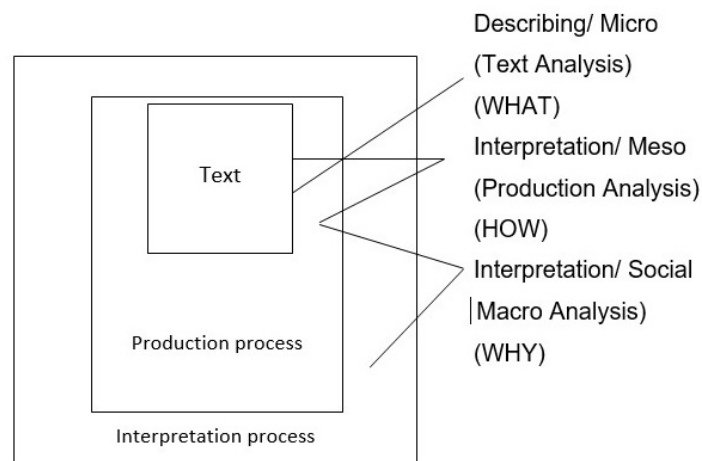 Describing/ Micro
(Text Analysis)
(WHAT)
Interpretation/ Meso
(Production Analysis)
(HOW)
Interpretation/ Social
Macro Analysis)
(WHY)
Text
Production process
Interpretation process